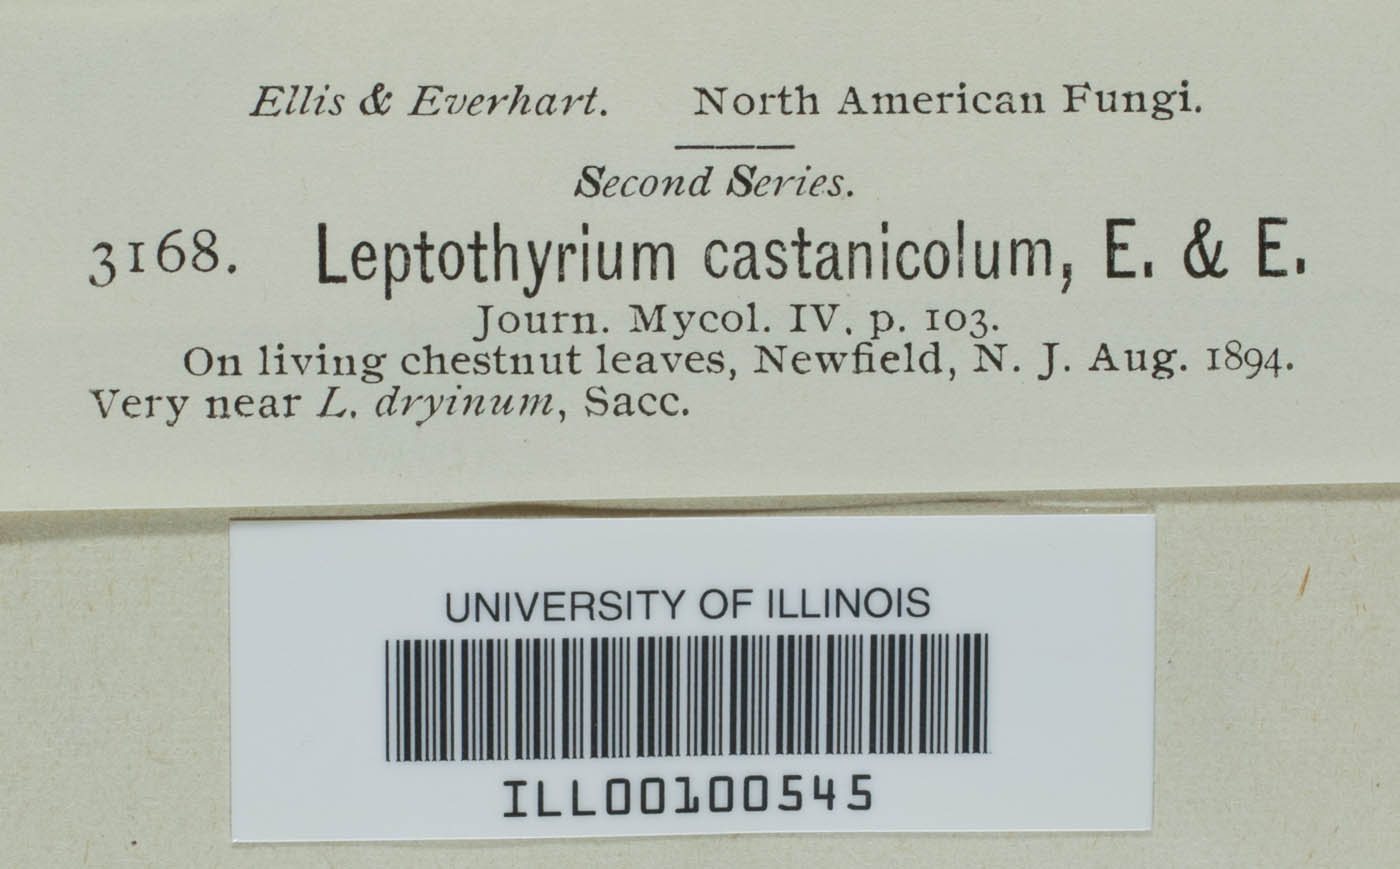 Ellis & Everhart. North American Fungi.
Second Series.
3168. Leptothyrium castanicolum, E. & E.
Journ. Mycol. IV. p. 103.
On living chestnut leaves, Newfield, N. J. Aug. 1894.
Very near L. dryinum, Sacc.
UNIVERSITY OF ILLINOIS
ILL00100545